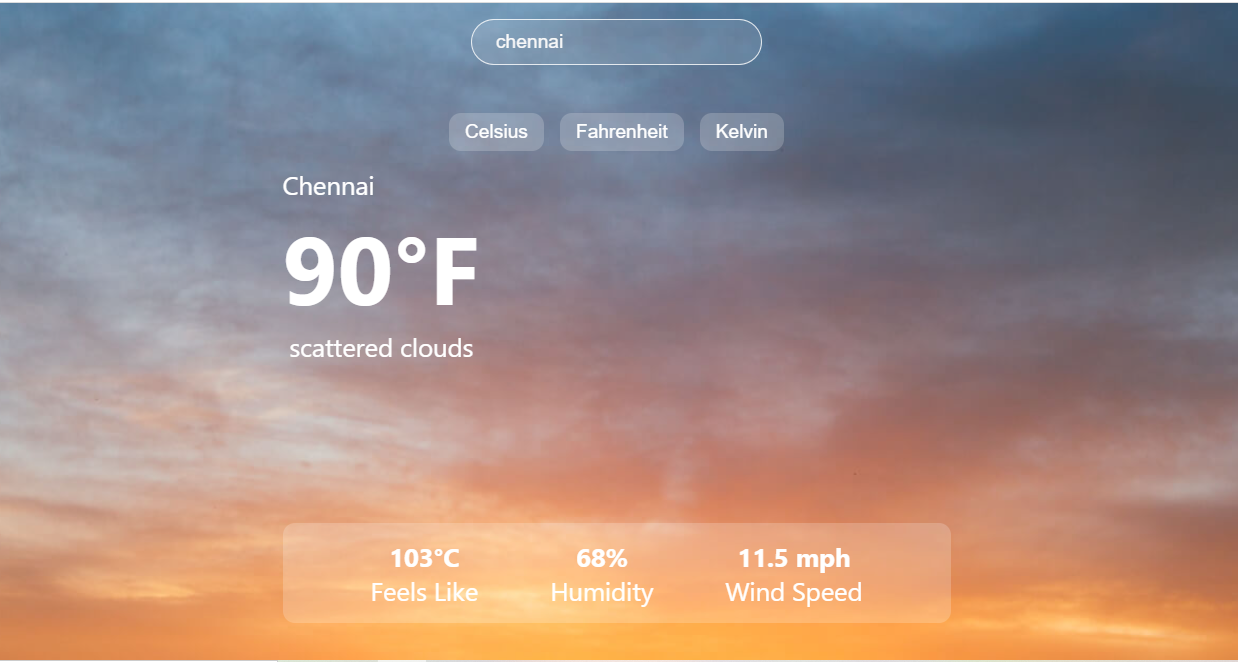 chennai
Celsius Fahrenheit Kelvin
Chennai
90°F
scattered clouds
103°C 68% 11.5 mph
Feels Like Humidity Wind Speed